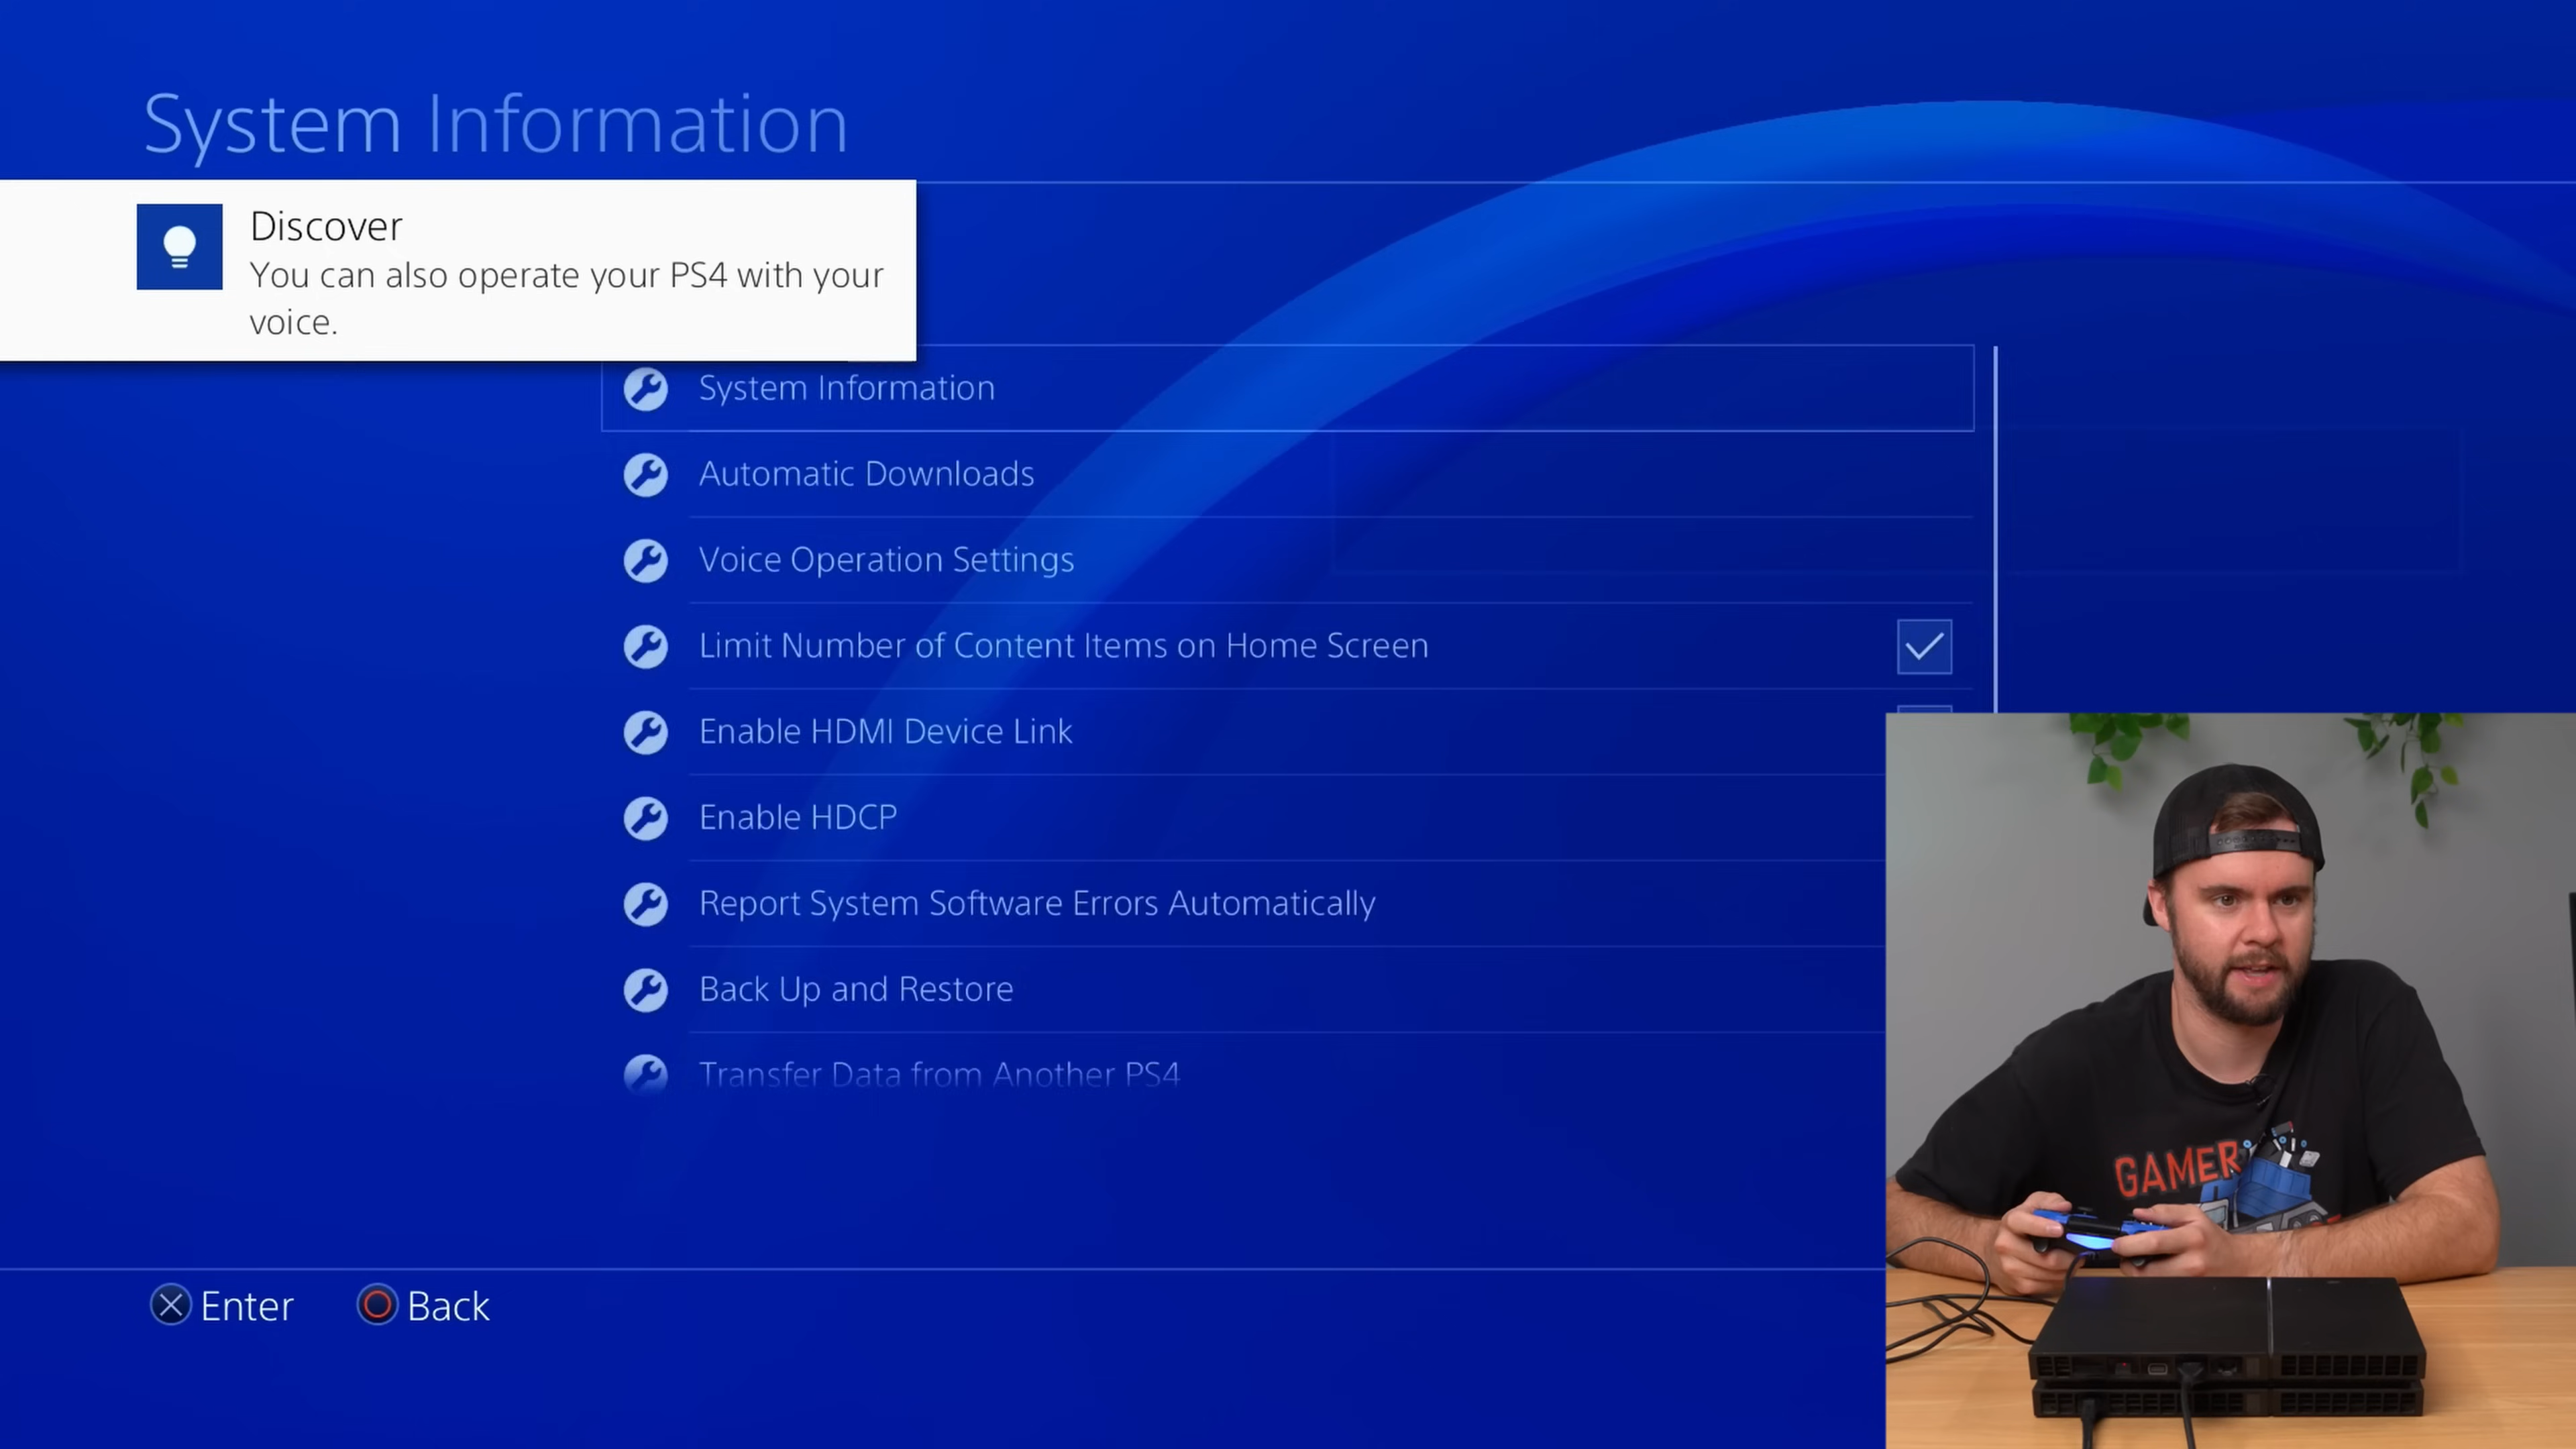 System Information
Discover
You can also operate your PS4 with your
voice.
System Information
Automatic Downloads
Voice Operation Settings
Limit Number of Content Items on Home Screen
Enable HDMI Device Link
Enable HDCP
Report System Software Errors Automatically
Back Up and Restore
Transfer Data from Another PS4
Enter Back
GAMER